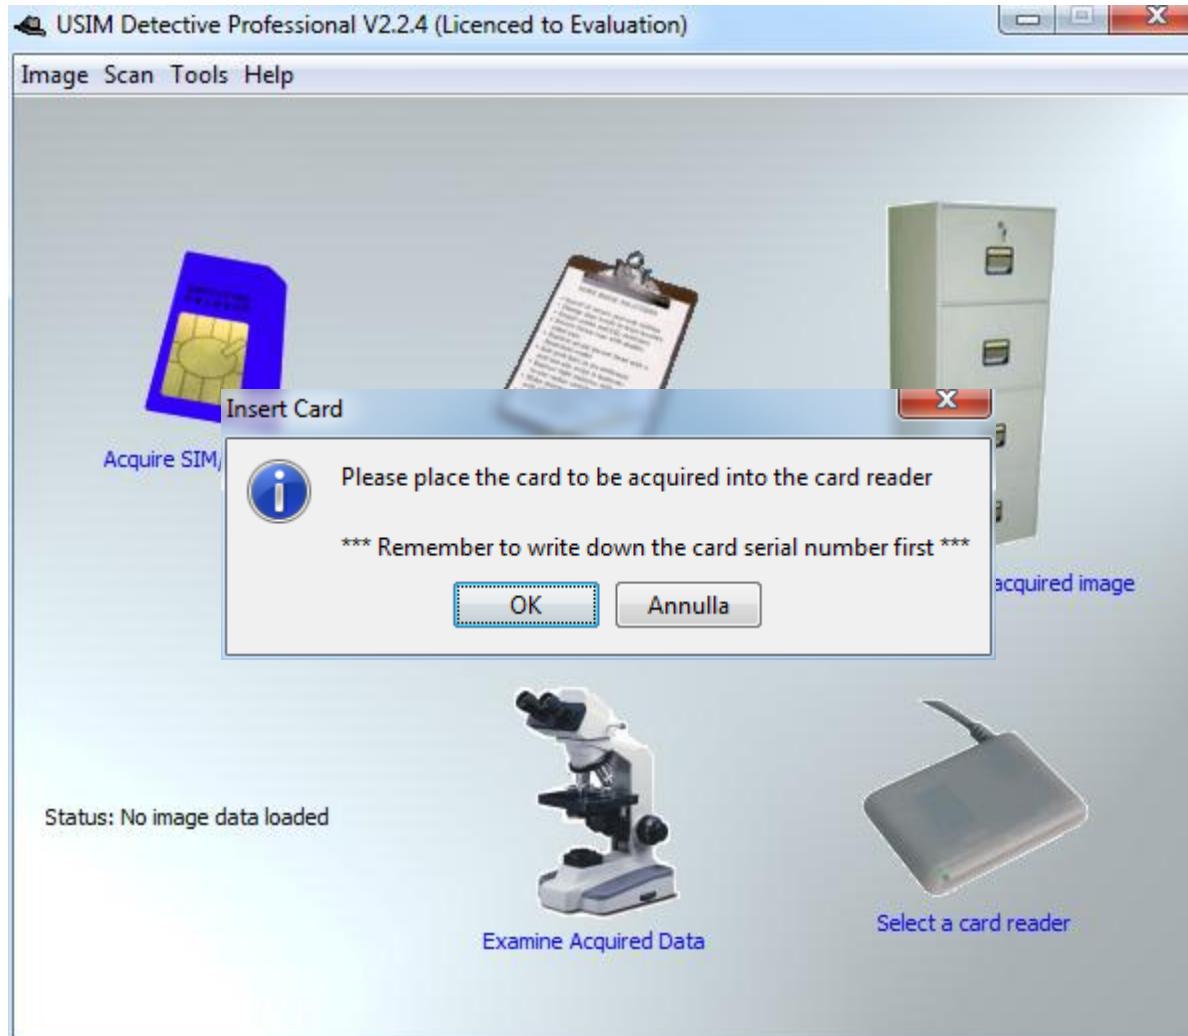 USIM Detective Professional V2.2.4 (Licenced to Evaluation)
Image Scan Tools Help
Acquire SIM/
Insert Card
Please place the card to be acquired into the card reader
*** Remember to write down the card serial number first ***
OK Annulla
acquired image
Status: No image data loaded
Examine Acquired Data
Select a card reader